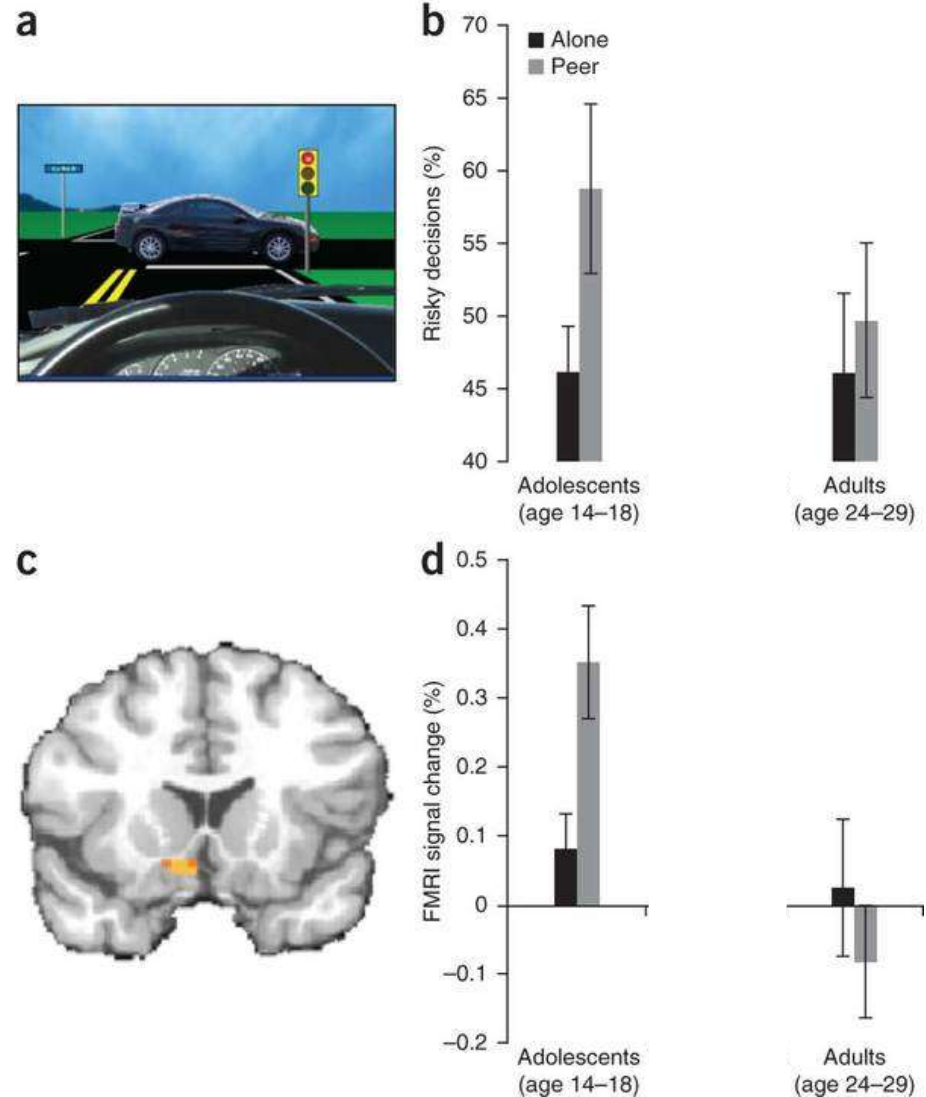 a
b
70
65
60
55
50
45
40
Risky decisions (%)
Alone
Peer
Adolescents
(age 14–18)
Adults
(age 24–29)
c
d
0.5
0.4
0.3
0.2
0.1
0
–0.1
–0.2
FMRI signal change (%)
Adolescents
(age 14–18)
Adults
(age 24–29)